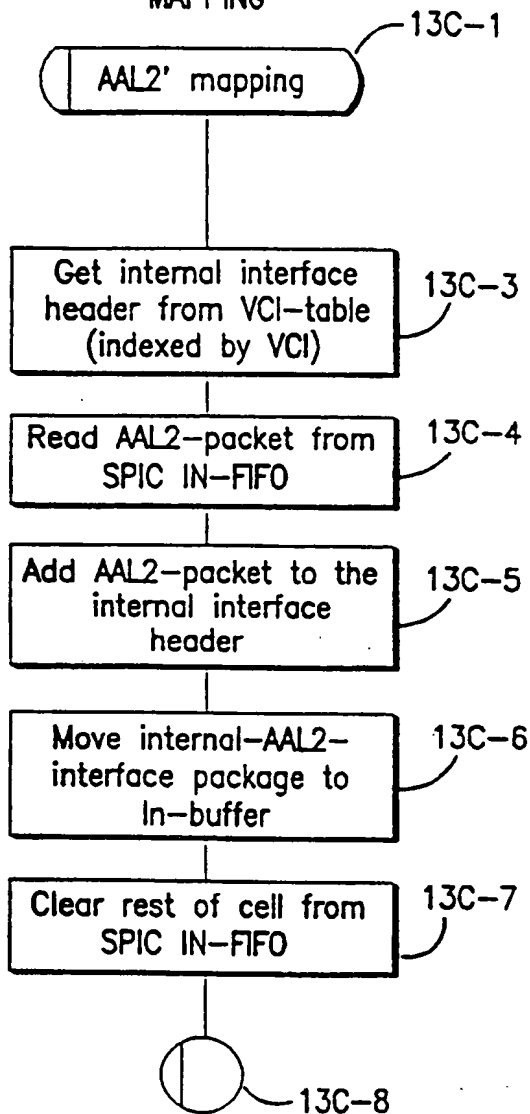 MAPPING
13C-1
AAL2' mapping
Get internal interface
header from VCI-table
(indexed by VCI)
13C-3
Read AAL2-packet from
SPIC IN-FIFO
13C-4
Add AAL2-packet to the
internal interface
header
13C-5
Move internal-AAL2-
interface package to
In-buffer
13C-6
Clear rest of cell from
SPIC IN-FIFO
13C-7
13C-8